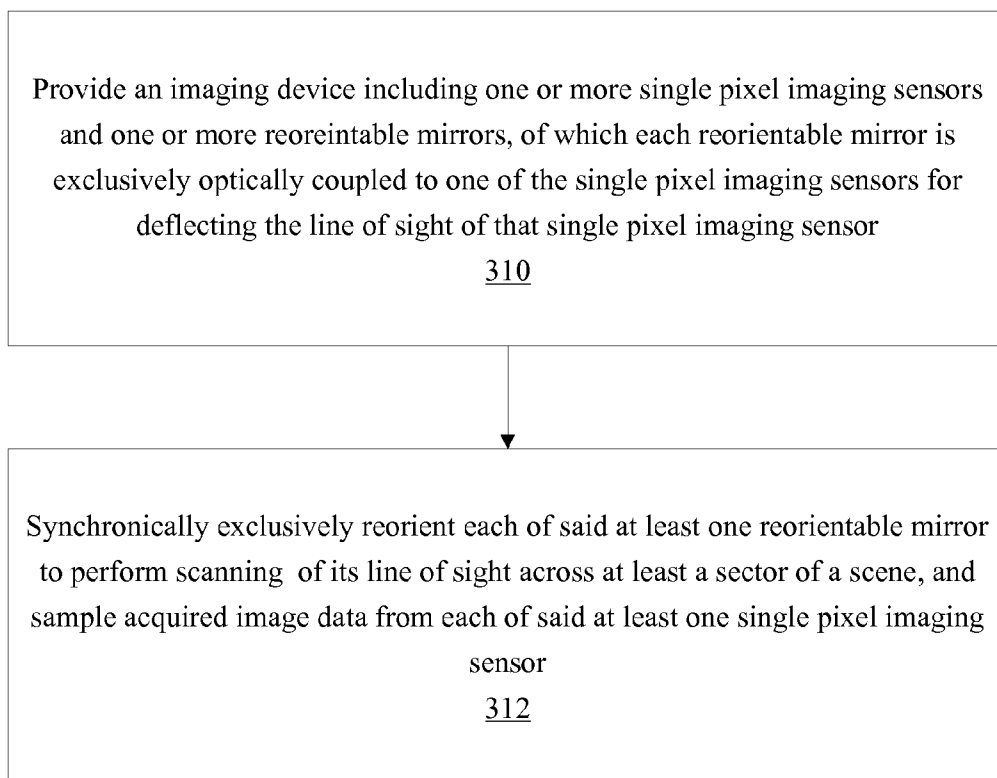 Provide an imaging device including one or more single pixel imaging sensors
and one or more reoreintable mirrors, of which each reorientable mirror is
exclusively optically coupled to one of the single pixel imaging sensors for
deflecting the line of sight of that single pixel imaging sensor
310
Synchronically exclusively reorient each of said at least one reorientable mirror
to perform scanning of its line of sight across at least a sector of a scene, and
sample acquired image data from each of said at least one single pixel imaging
sensor
312